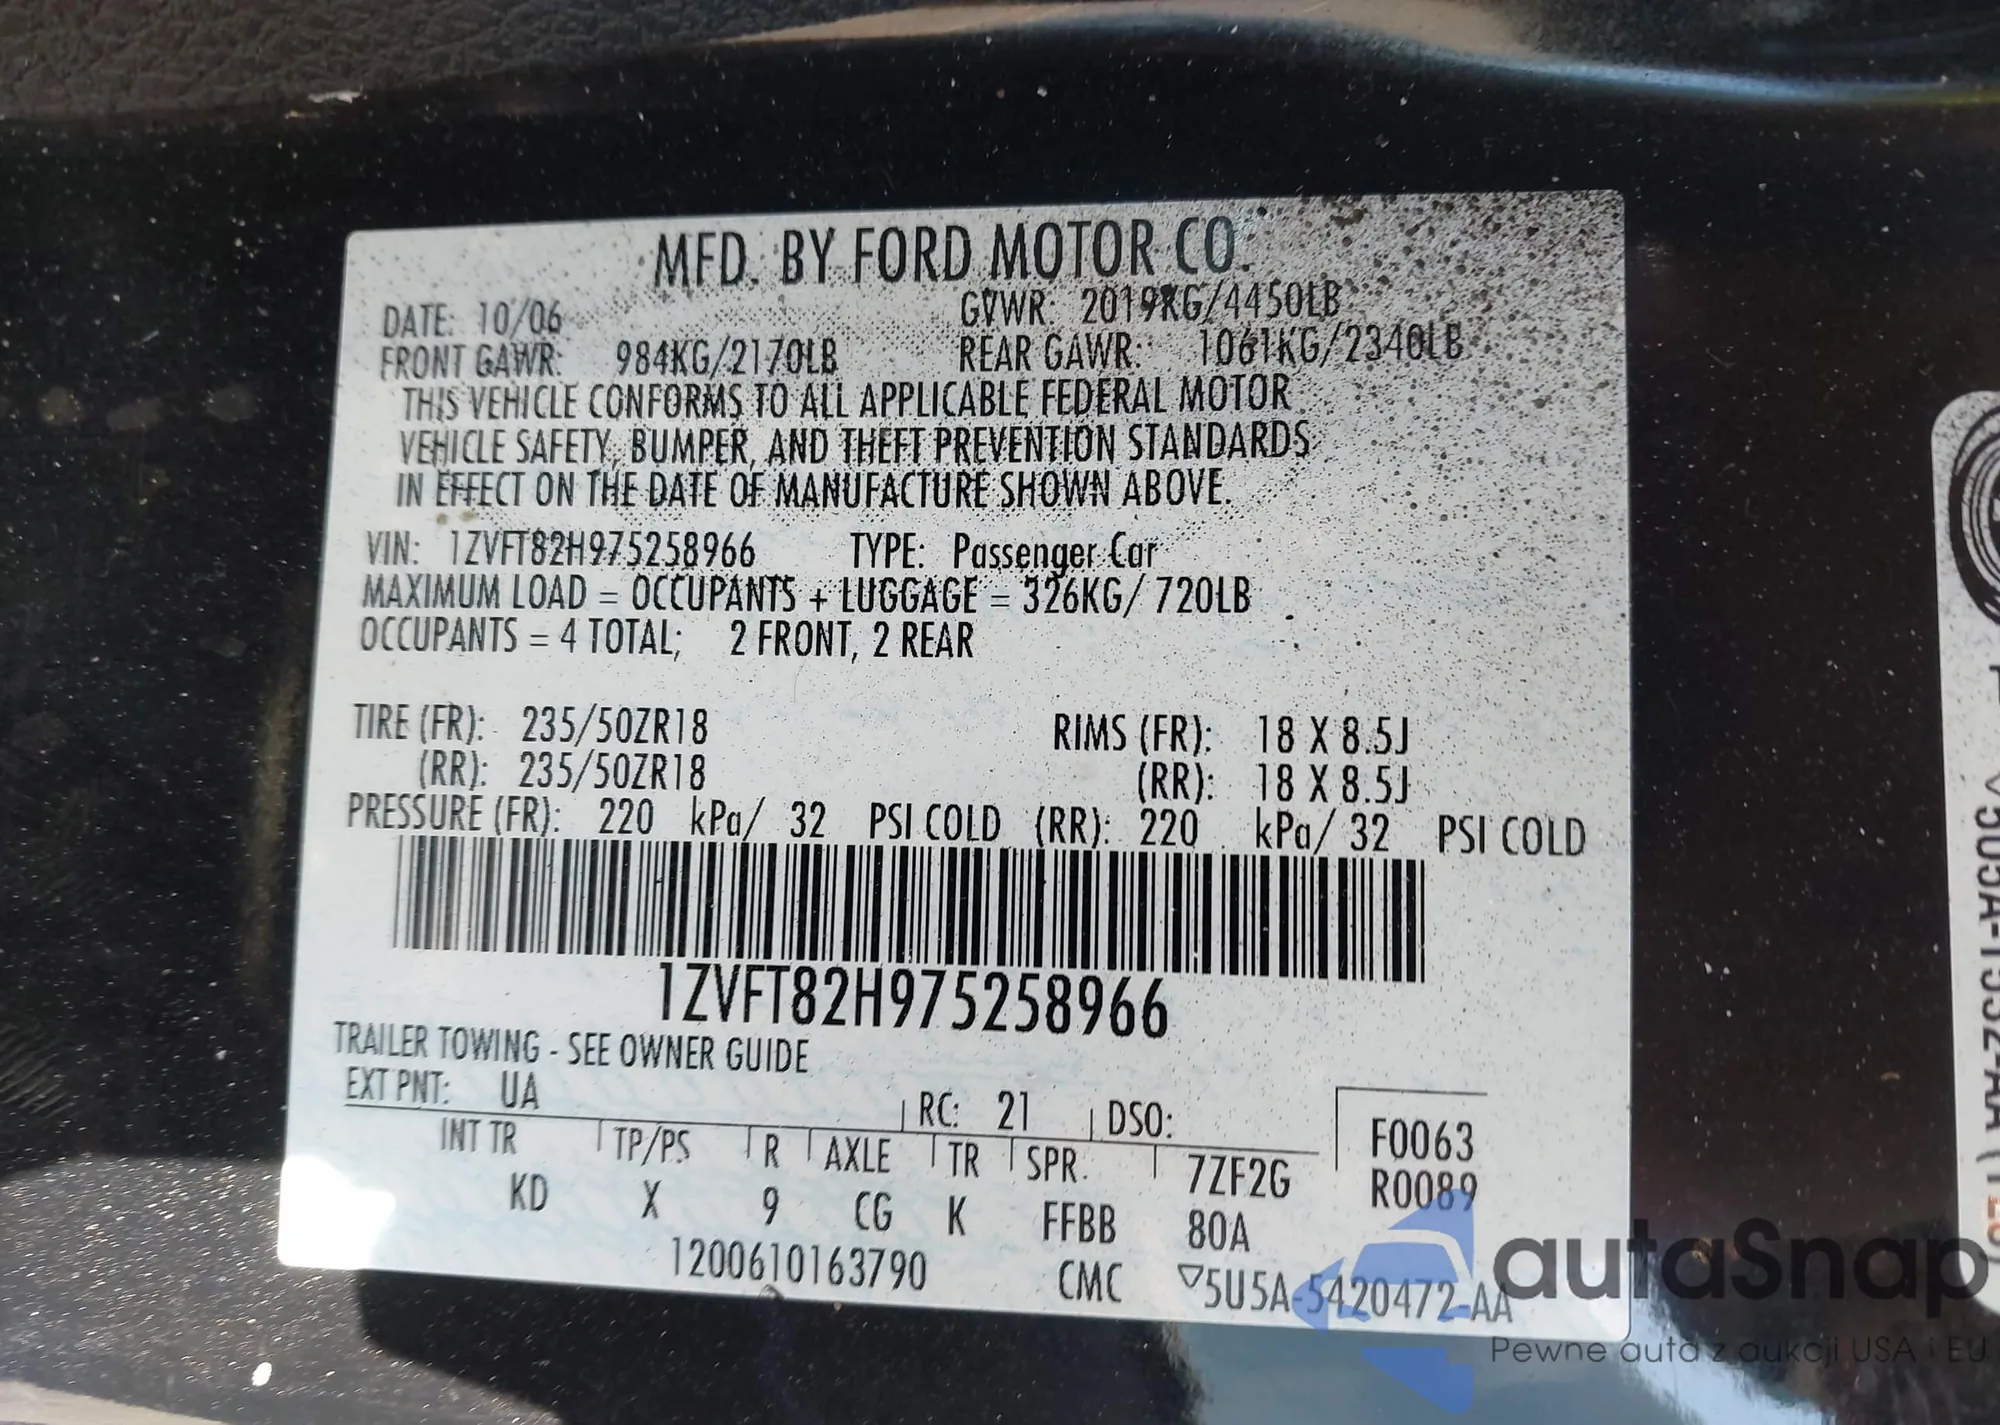 MFD. BY FORD MOTOR CO.
DATE: 10/06 GVWR: 2019KG/4450LB
FRONT GAWR: 984KG/2170LB REAR GAWR: 1061KG/2340LB
THIS VEHICLE CONFORMS TO ALL APPLICABLE FEDERAL MOTOR
VEHICLE SAFETY, BUMPER, AND THEFT PREVENTION STANDARDS
IN EFFECT ON THE DATE OF MANUFACTURE SHOWN ABOVE.
VIN: 1ZVFT82H975258966 TYPE: Passenger Car
MAXIMUM LOAD = OCCUPANTS + LUGGAGE = 326KG/ 720LB
OCCUPANTS = 4 TOTAL; 2 FRONT, 2 REAR
TIRE (FR): 235/50ZR18 RIMS (FR): 18 X 8.5J
(RR): 235/50ZR18 (RR): 18 X 8.5J
PRESSURE (FR): 220 kPa/ 32 PSI COLD (RR): 220 kPa/ 32 PSI COLD
1ZVFT82H975258966
TRAILER TOWING - SEE OWNER GUIDE
EXT PNT: UA RC: 21 DSO: F0063
INT TR TP/PS R AXLE TR SPR. 7ZF2G R0089
KD X 9 CG K FFBB 80A
1200610163790 CMC ▽5U5A-5420472-AA
autaSnap
Pewne auta z aukcji USA i EU